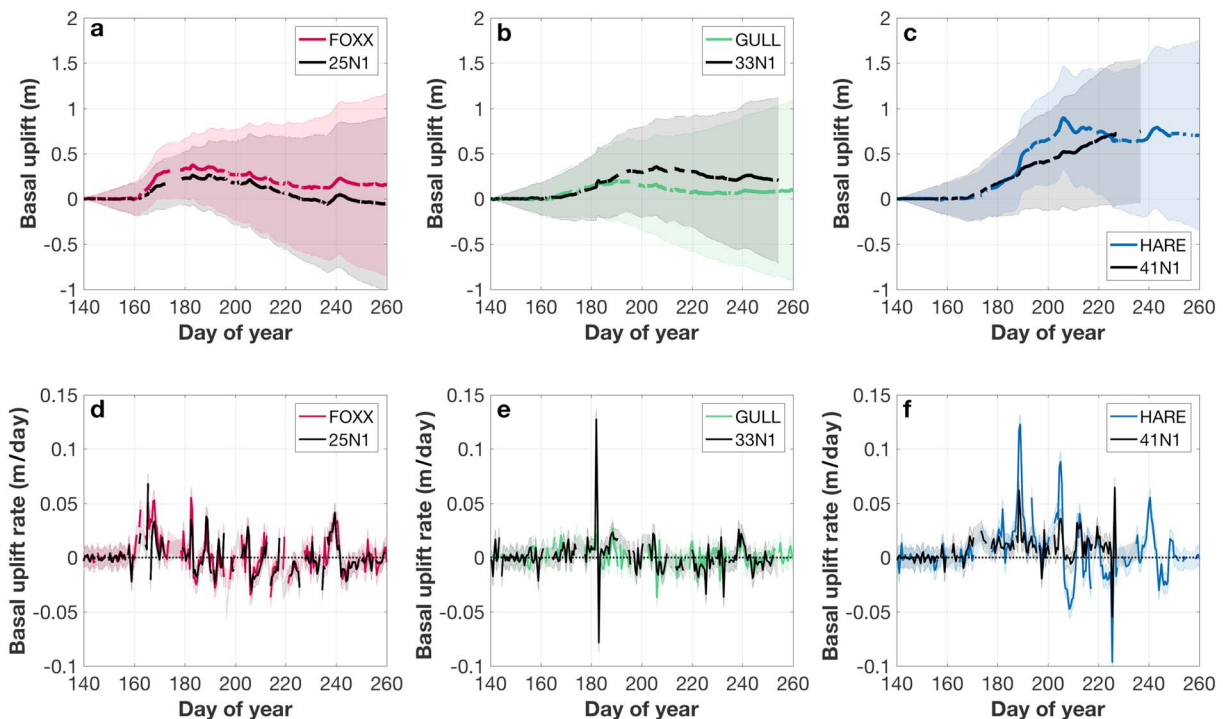 a
FOXX
25N1
Basal uplift (m)
2
1.5
1
0.5
0
-0.5
-1
140 160 180 200 220 240 260
Day of year
b
GULL
33N1
Basal uplift (m)
2
1.5
1
0.5
0
-0.5
-1
140 160 180 200 220 240 260
Day of year
c
HARE
41N1
Basal uplift (m)
2
1.5
1
0.5
0
-0.5
-1
140 160 180 200 220 240 260
Day of year
d
FOXX
25N1
Basal uplift rate (m/day)
0.15
0.1
0.05
0
-0.05
-0.1
140 160 180 200 220 240 260
Day of year
e
GULL
33N1
Basal uplift rate (m/day)
0.15
0.1
0.05
0
-0.05
-0.1
140 160 180 200 220 240 260
Day of year
f
HARE
41N1
Basal uplift rate (m/day)
0.15
0.1
0.05
0
-0.05
-0.1
140 160 180 200 220 240 260
Day of year